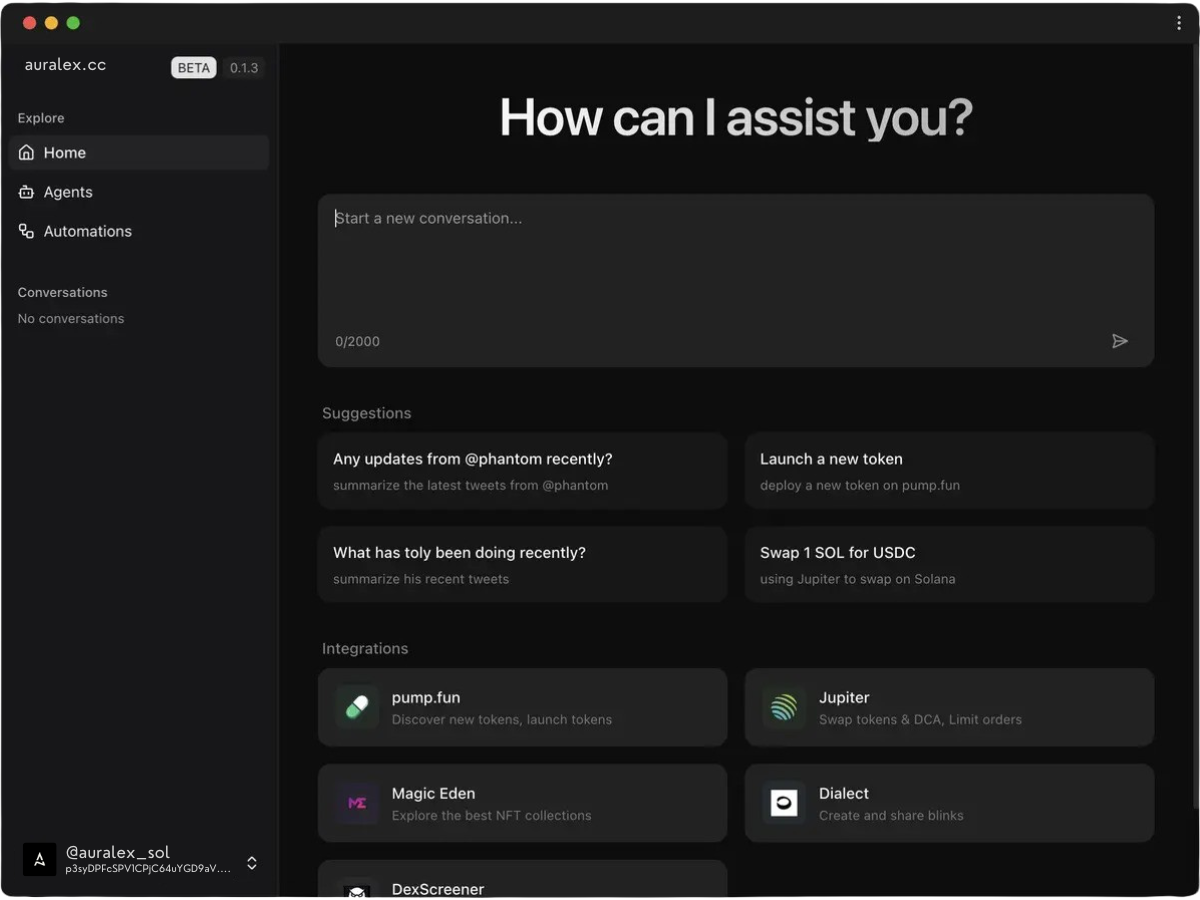 auralex.cc
BETA
0.1.3
Explore
Home
Agents
Automations
Conversations
No conversations
@auralex_sol
p3syDPFcSPV1CPjC64uYGD9aV....
How can I assist you?
Start a new conversation...
0/2000
Suggestions
Any updates from @phantom recently?
summarize the latest tweets from @phantom
Launch a new token
deploy a new token on pump.fun
What has toly been doing recently?
summarize his recent tweets
Swap 1 SOL for USDC
using Jupiter to swap on Solana
Integrations
pump.fun
Discover new tokens, launch tokens
Jupiter
Swap tokens & DCA, Limit orders
Magic Eden
Explore the best NFT collections
Dialect
Create and share blinks
DexScreener